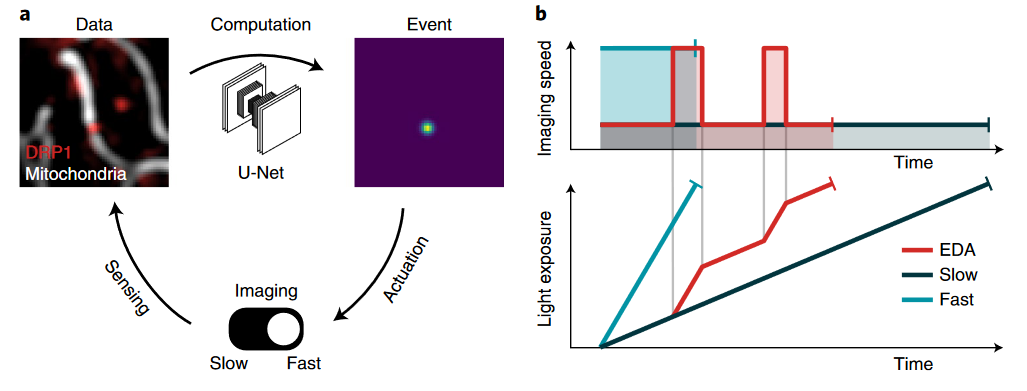 a
Data
Computation
Event
DRP1
Mitochondria
U-Net
Sensing
Actuation
Imaging
Slow
Fast
b
Imaging speed
Time
Light exposure
EDA
Slow
Fast
Time